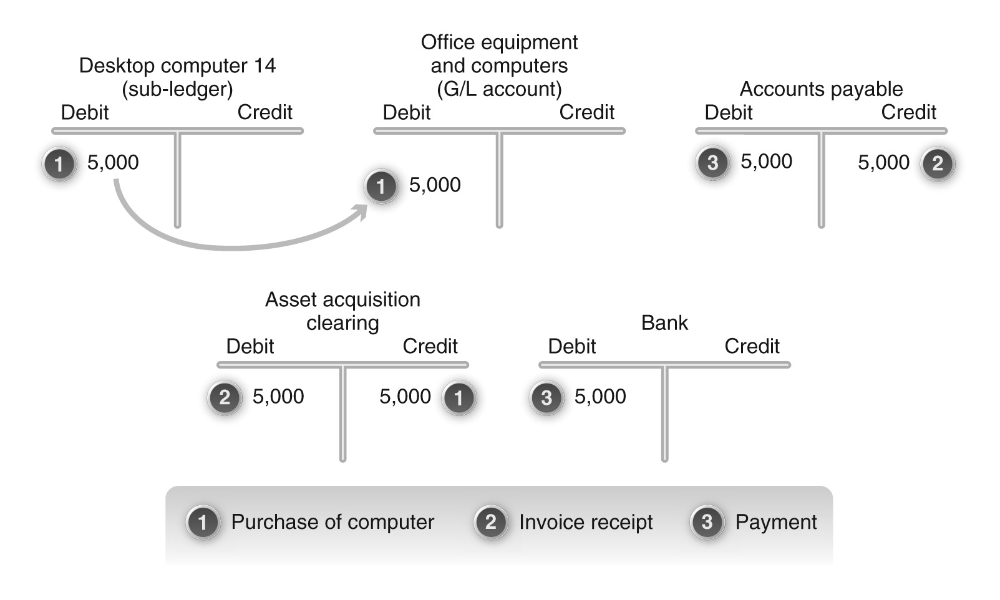 Desktop computer 14
(sub-ledger)
Debit Credit
1 5,000
Office equipment
and computers
(G/L account)
Debit Credit
1 5,000
Accounts payable
Debit Credit
3 5,000 5,000 2
Asset acquisition
clearing
Debit Credit
2 5,000 5,000 1
Bank
Debit Credit
3 5,000
1 Purchase of computer 2 Invoice receipt 3 Payment